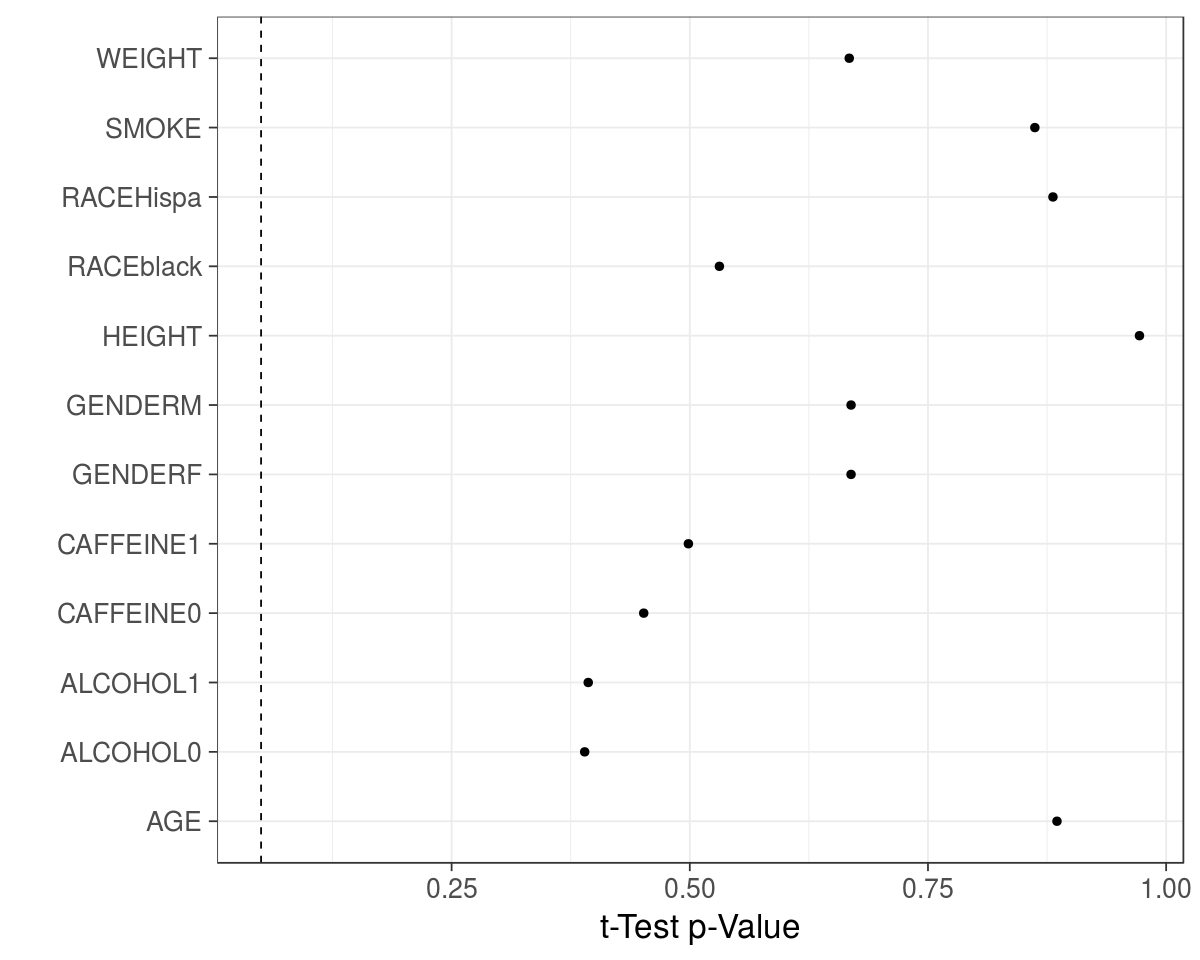 WEIGHT
SMOKE
RACEHispa
RACEblack
HEIGHT
GENDERM
GENDERF
CAFFEINE1
CAFFEINE0
ALCOHOL1
ALCOHOL0
AGE
0.25 0.50 0.75 1.00
t-Test p-Value